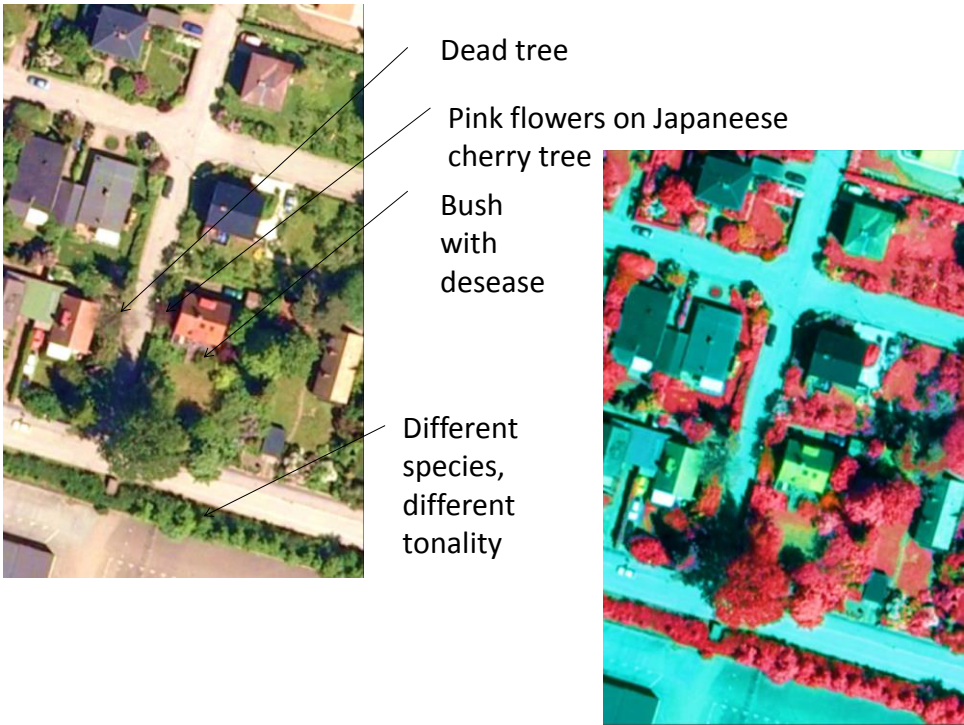 Dead tree
Pink flowers on Japaneese
cherry tree
Bush
with
desease
Different
species,
different
tonality